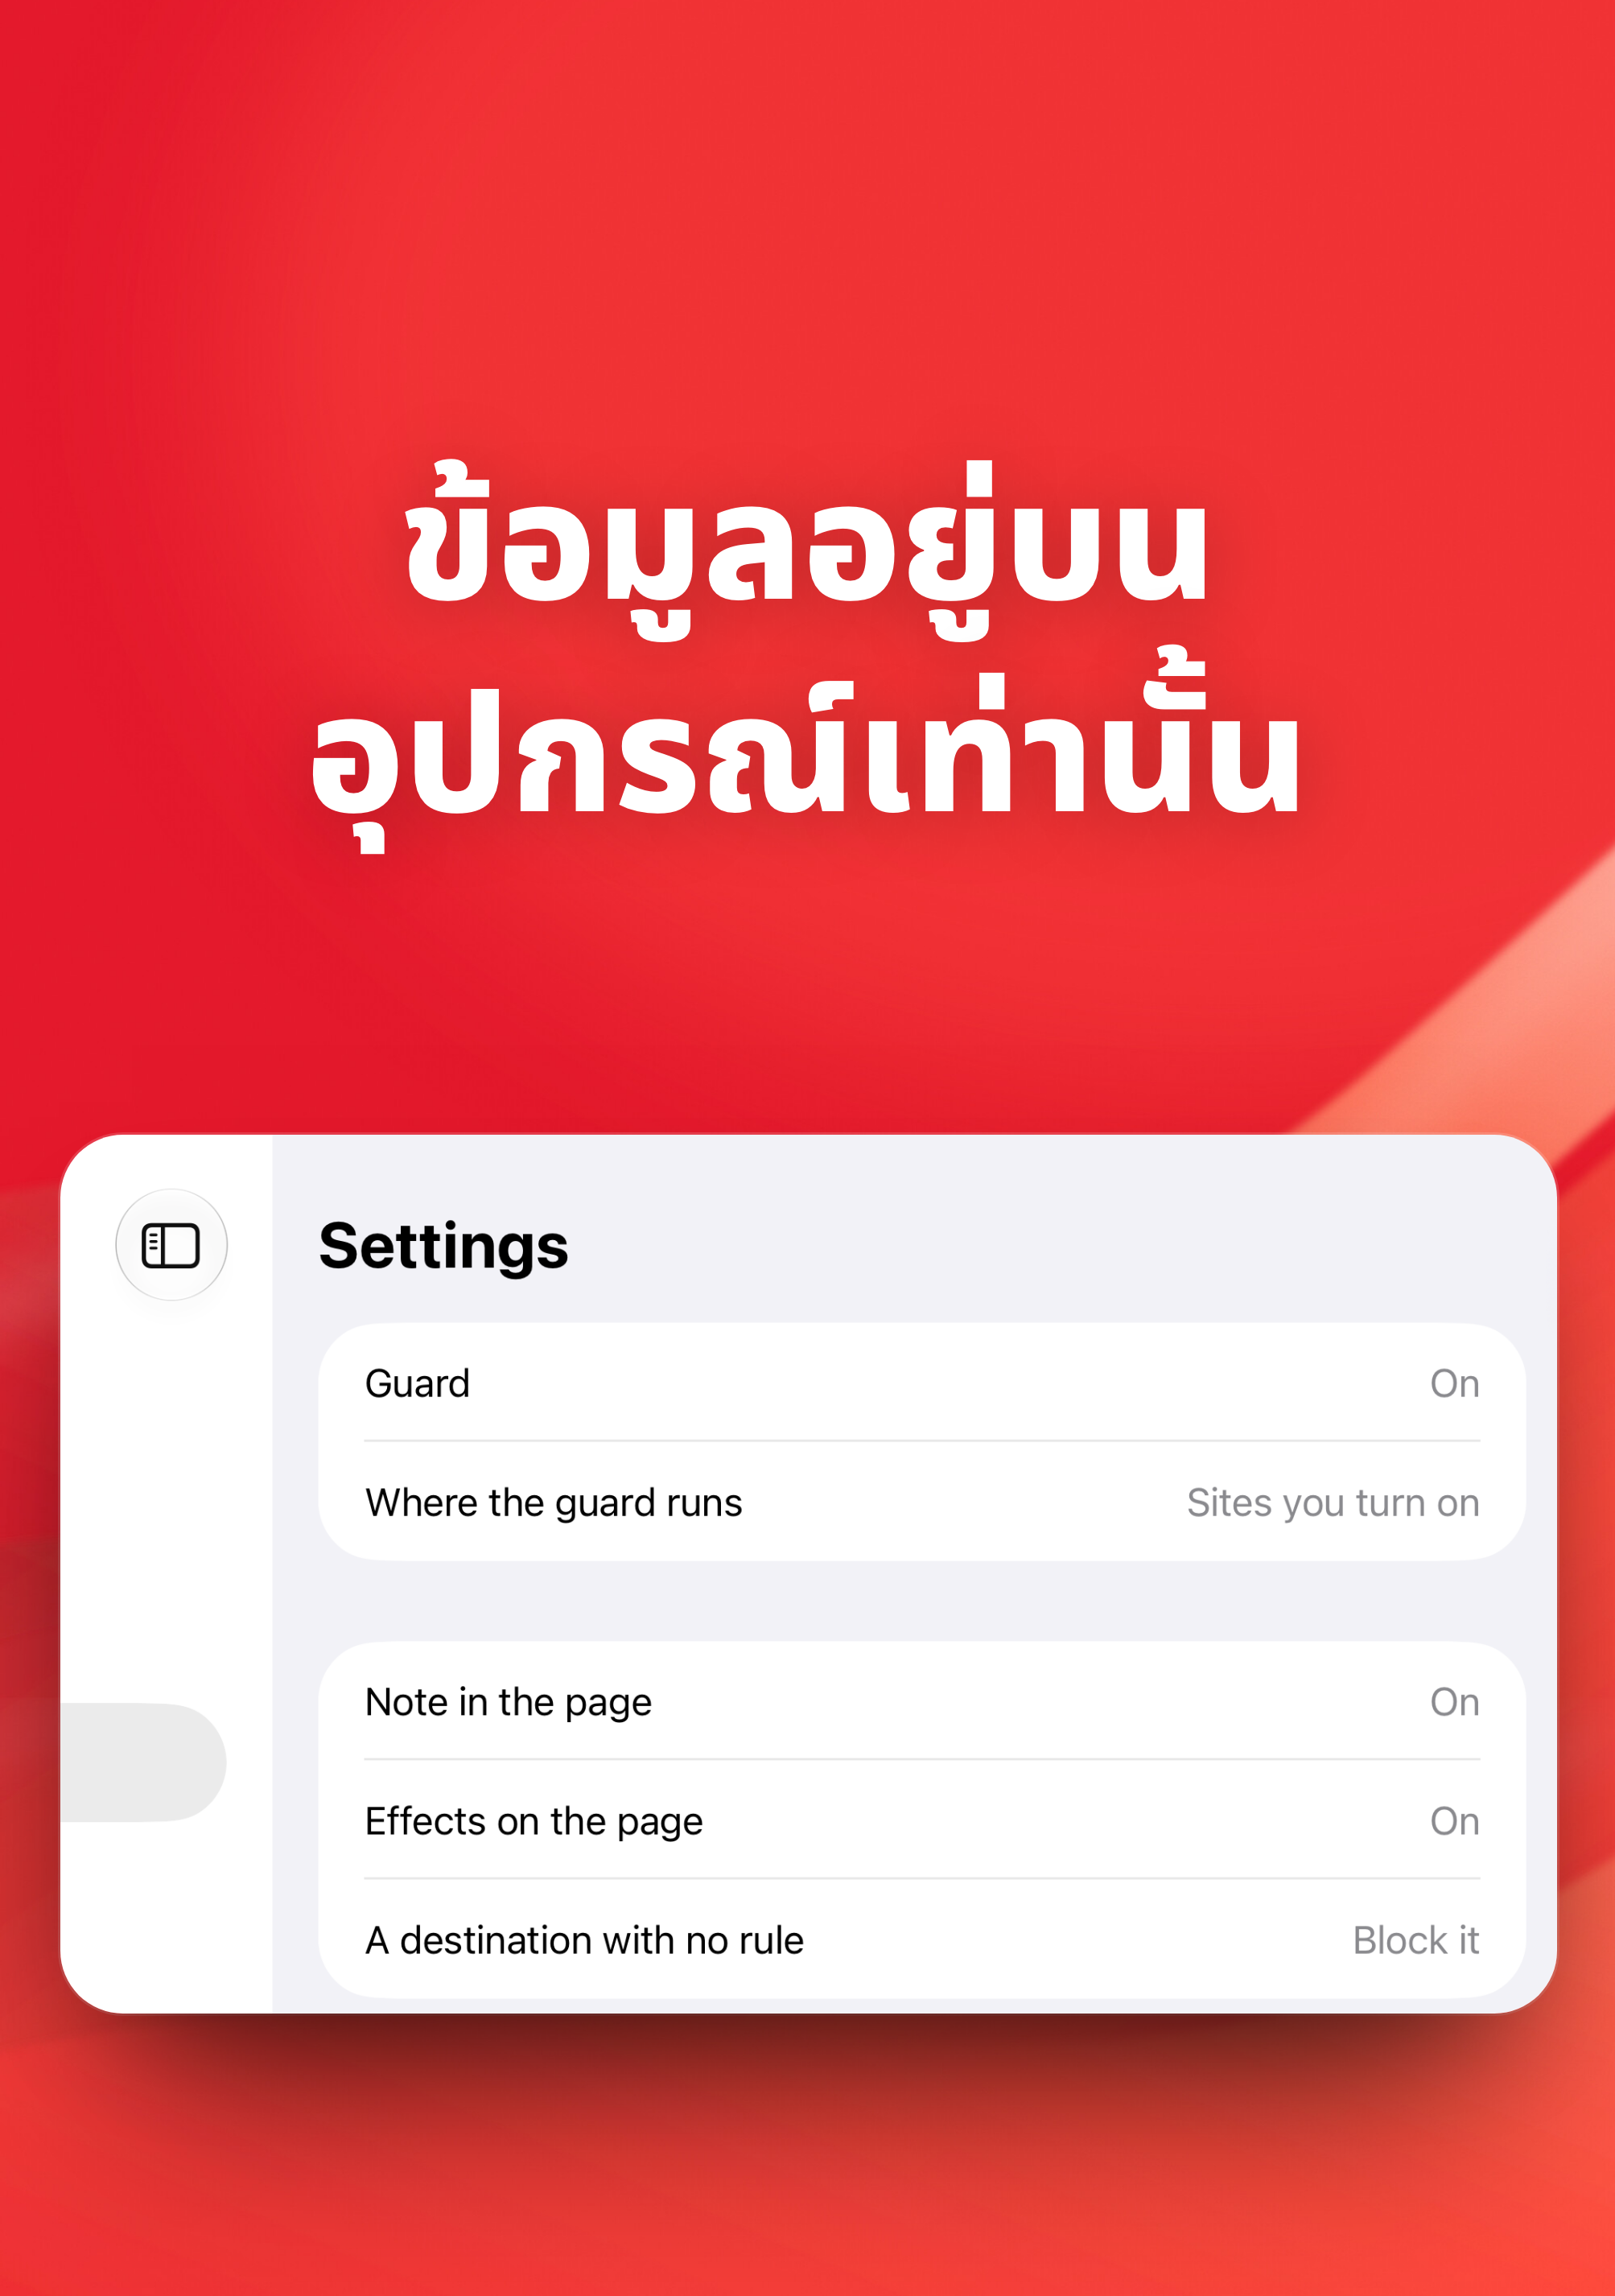 ข้อมูลอยู่บน
อุปกรณ์เท่านั้น
Settings
Guard On
Where the guard runs Sites you turn on
Note in the page On
Effects on the page On
A destination with no rule Block it